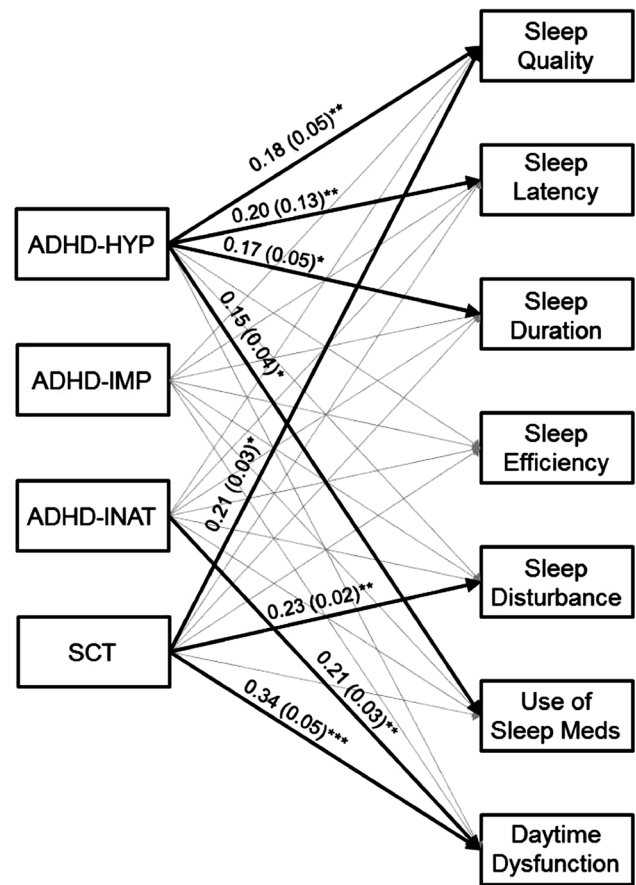 Sleep
Quality
0.18 (0.05)**
Sleep
Latency
0.20 (0.13)**
ADHD-HYP
0.17 (0.05)*
Sleep
Duration
0.15 (0.04)*
ADHD-IMP
Sleep
Efficiency
0.21 (0.03)*
ADHD-INAT
Sleep
Disturbance
0.23 (0.02)**
SCT
0.21 (0.03)**
0.34 (0.05)***
Use of
Sleep Meds
Daytime
Dysfunction